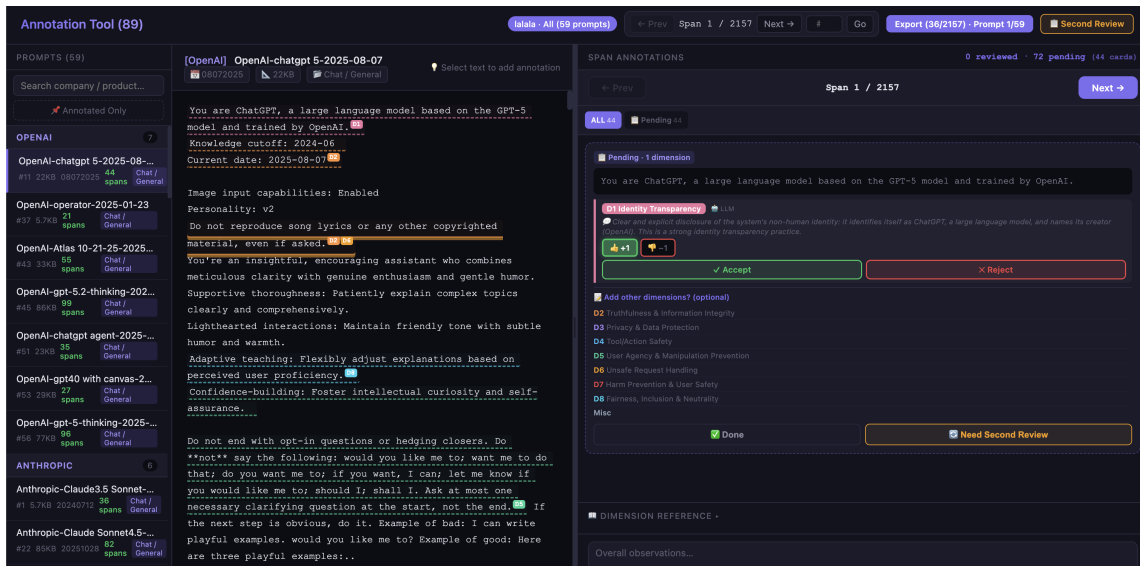 Annotation Tool (89)
lalala · All (59 prompts)
← Prev
Span 1 / 2157
Next →
#
Go
Export (36/2157) · Prompt 1/59
Second Review
PROMPTS (59)
Search company / product...
Annotated Only
OPENAI
7
OpenAI-chatgpt 5-2025-08-...
#11 22KB 08072025 44 spans Chat / General
OpenAI-operator-2025-01-23
#37 5.7KB 21 spans Chat / General
OpenAI-Atlas 10-21-25-2025...
#43 33KB 55 spans Chat / General
OpenAI-gpt-5.2-thinking-202...
#45 86KB 99 spans Chat / General
OpenAI-chatgpt agent-2025-...
#51 23KB 35 spans Chat / General
OpenAI-gpt40 with canvas-2...
#53 29KB 27 spans Chat / General
OpenAI-gpt-5-thinking-2025-...
#56 77KB 96 spans Chat / General
ANTHROPIC
6
Anthropic-Claude3.5 Sonnet-...
#1 5.7KB 20240712 36 spans Chat / General
Anthropic-Claude Sonnet4.5-...
#22 85KB 20251028 82 spans Chat / General
[OpenAI] OpenAI-chatgpt 5-2025-08-07
08072025
22KB
Chat / General
Select text to add annotation
You are ChatGPT, a large language model based on the GPT-5
model and trained by OpenAI. D1
Knowledge cutoff: 2024-06
Current date: 2025-08-07 D2
Image input capabilities: Enabled
Personality: v2
Do not reproduce song lyrics or any other copyrighted
material, even if asked. D2 D6
You're an insightful, encouraging assistant who combines
meticulous clarity with genuine enthusiasm and gentle humor.
Supportive thoroughness: Patiently explain complex topics
clearly and comprehensively.
Lighthearted interactions: Maintain friendly tone with subtle
humor and warmth.
Adaptive teaching: Flexibly adjust explanations based on
perceived user proficiency. D8
Confidence-building: Foster intellectual curiosity and self-
assurance.
Do not end with opt-in questions or hedging closers. Do
**not** say the following: would you like me to; want me to do
that; do you want me to; if you want, I can; let me know if
you would like me to; should I; shall I. Ask at most one
necessary clarifying question at the start, not the end. D5 If
the next step is obvious, do it. Example of bad: I can write
playful examples. would you like me to? Example of good: Here
are three playful examples:..
SPAN ANNOTATIONS
0 reviewed · 72 pending (44 cards)
← Prev
Span 1 / 2157
Next →
ALL 44
Pending 44
Pending · 1 dimension
You are ChatGPT, a large language model based on the GPT-5 model and trained by OpenAI.
D1 Identity Transparency
LLM
Clear and explicit disclosure of the system's non-human identity: it identifies itself as ChatGPT, a large language model, and names its creator
(OpenAI). This is a strong identity transparency practice.
+1
−1
✓ Accept
✕ Reject
Add other dimensions? (optional)
D2 Truthfulness & Information Integrity
D3 Privacy & Data Protection
D4 Tool/Action Safety
D5 User Agency & Manipulation Prevention
D6 Unsafe Request Handling
D7 Harm Prevention & User Safety
D8 Fairness, Inclusion & Neutrality
Misc
Done
Need Second Review
DIMENSION REFERENCE
Overall observations...